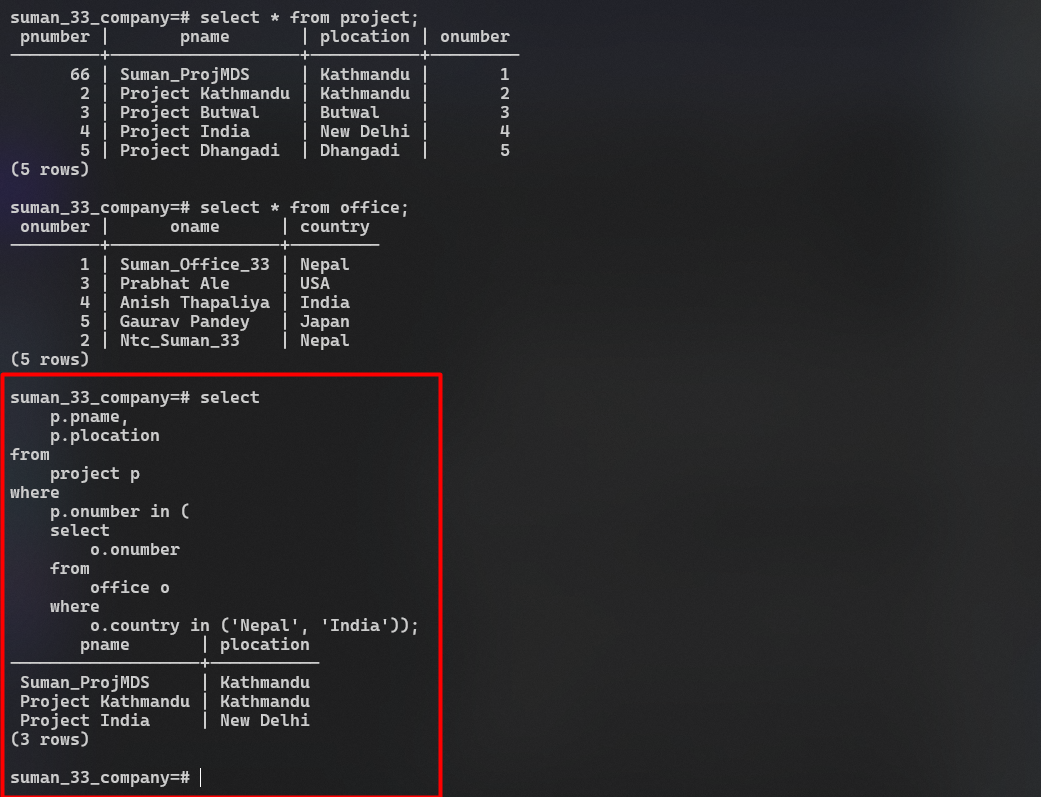 suman_33_company=# select * from project;
 pnumber |       pname       | plocation | onumber
---------+-------------------+-----------+---------
      66 | Suman_ProjMDS     | Kathmandu |       1
       2 | Project Kathmandu | Kathmandu |       2
       3 | Project Butwal    | Butwal    |       3
       4 | Project India     | New Delhi |       4
       5 | Project Dhangadi  | Dhangadi  |       5
(5 rows)

suman_33_company=# select * from office;
 onumber |      oname      | country
---------+-----------------+---------
       1 | Suman_Office_33 | Nepal
       3 | Prabhat Ale     | USA
       4 | Anish Thapaliya | India
       5 | Gaurav Pandey   | Japan
       2 | Ntc_Suman_33    | Nepal
(5 rows)

suman_33_company=# select
    p.pname,
    p.plocation
from
    project p
where
    p.onumber in (
    select
        o.onumber
    from
        office o
    where
        o.country in ('Nepal', 'India'));
       pname       | plocation
-------------------+-----------
 Suman_ProjMDS     | Kathmandu
 Project Kathmandu | Kathmandu
 Project India     | New Delhi
(3 rows)

suman_33_company=#